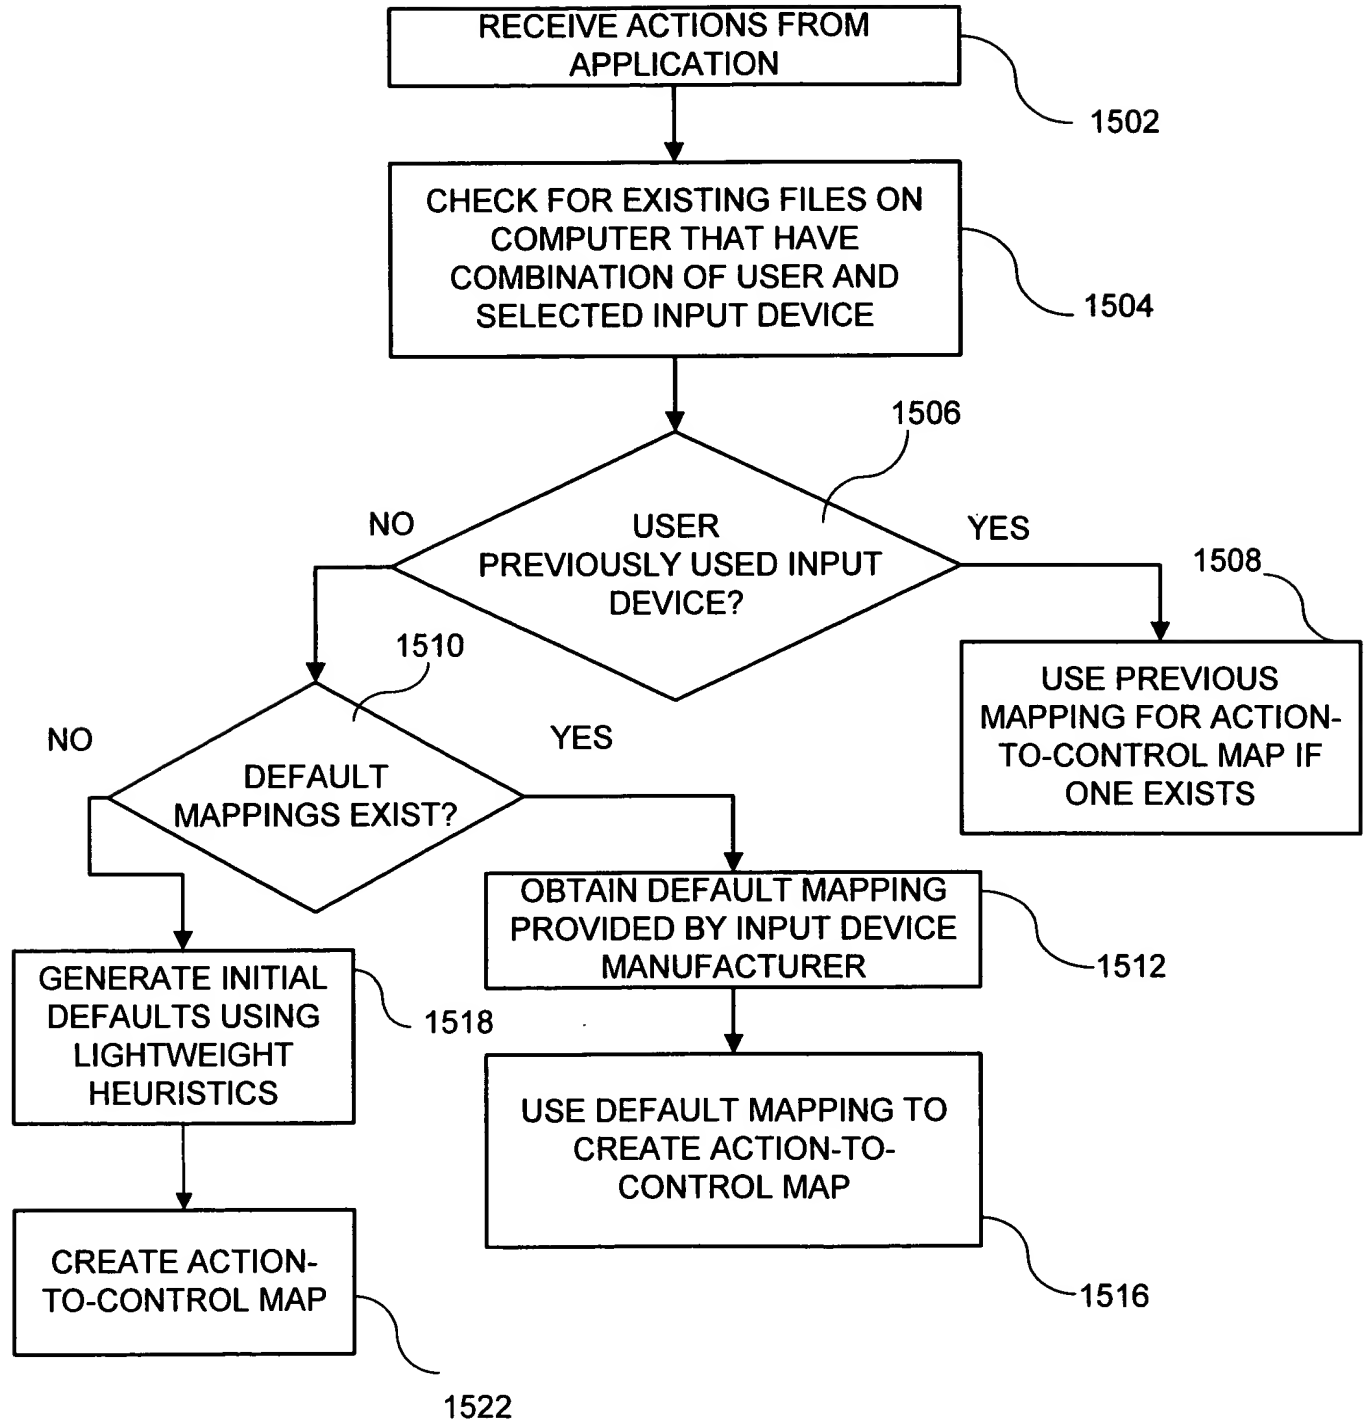 RECEIVE ACTIONS FROM
APPLICATION
1502
CHECK FOR EXISTING FILES ON
COMPUTER THAT HAVE
COMBINATION OF USER AND
SELECTED INPUT DEVICE
1504
1506
NO
USER
PREVIOUSLY USED INPUT
DEVICE?
YES
1508
USE PREVIOUS
MAPPING FOR ACTION-
TO-CONTROL MAP IF
ONE EXISTS
1510
NO
DEFAULT
MAPPINGS EXIST?
YES
OBTAIN DEFAULT MAPPING
PROVIDED BY INPUT DEVICE
MANUFACTURER
1512
GENERATE INITIAL
DEFAULTS USING
LIGHTWEIGHT
HEURISTICS
1518
USE DEFAULT MAPPING TO
CREATE ACTION-TO-
CONTROL MAP
1516
CREATE ACTION-
TO-CONTROL MAP
1522